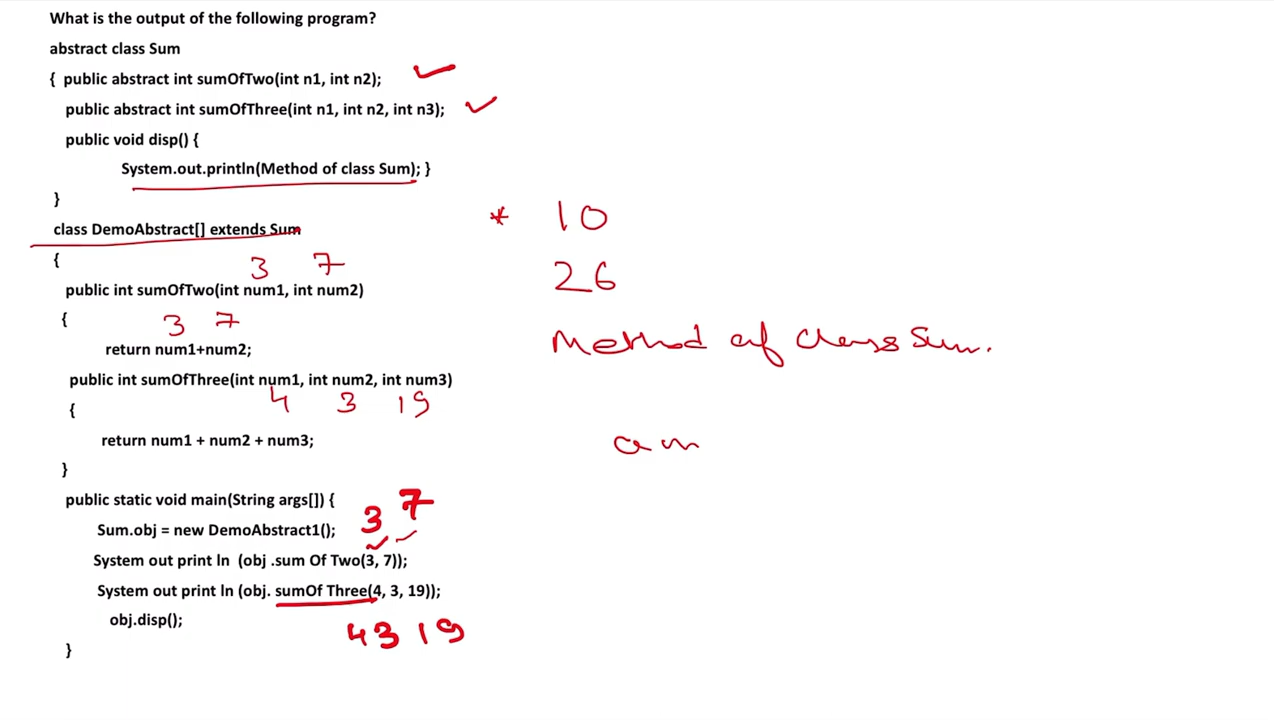 What is the output of the following program?
abstract class Sum
{ public abstract int sumOfTwo(int n1, int n2);
public abstract int sumOfThree(int n1, int n2, int n3);
public void disp() {
System.out.println(Method of class Sum); }
}
class DemoAbstract[] extends Sum
* 10
{
3 7
26
public int sumOfTwo(int num1, int num2)
{
3 7
return num1+num2;
Method of class Sum.
public int sumOfThree(int num1, int num2, int num3)
4 3 19
{
return num1 + num2 + num3;
}
public static void main(String args[]) {
3 7
Sum.obj = new DemoAbstract1();
System out print ln (obj .sum Of Two(3, 7));
System out print ln (obj. sumOf Three(4, 3, 19));
obj.disp();
4 3 19
}